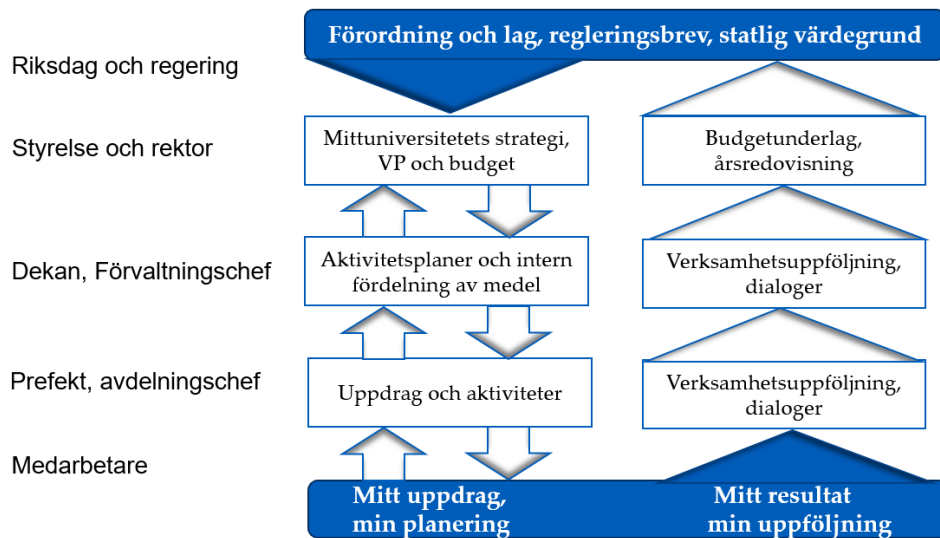 Förordning och lag, regleringsbrev, statlig värdegrund
Riksdag och regering
Styrelse och rektor
Mittuniversitetets strategi,
VP och budget
Budgetunderlag,
årsredovisning
Dekan, Förvaltningschef
Aktivitetsplaner och intern
fördelning av medel
Verksamhetsuppföljning,
dialoger
Prefekt, avdelningschef
Uppdrag och aktiviteter
Verksamhetsuppföljning,
dialoger
Medarbetare
Mitt uppdrag,
min planering
Mitt resultat
min uppföljning